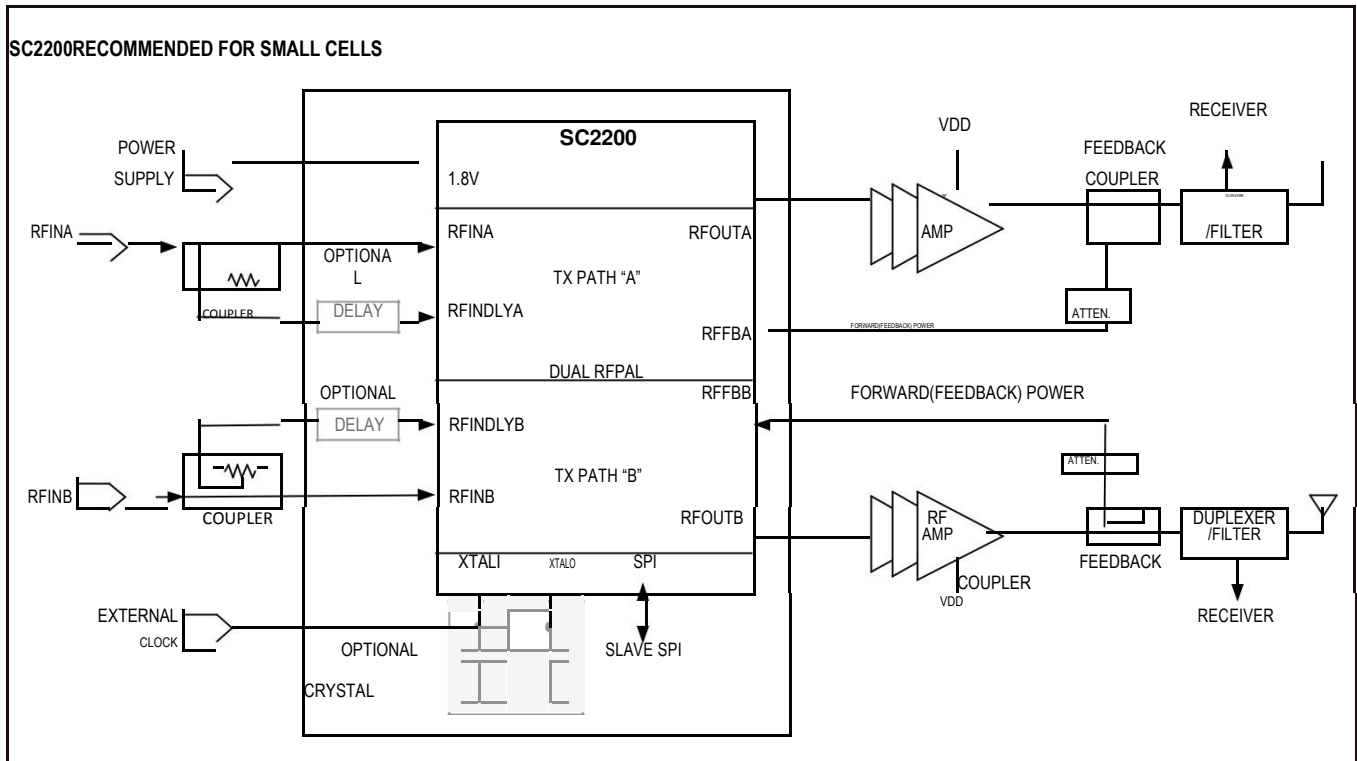 SC2200RECOMMENDED FOR SMALL CELLS
RECEIVER
VDD
SC2200
POWER
SUPPLY
FEEDBACK
COUPLER
1.8V
DUPLEXER
/FILTER
RFINA
RFINA
RFOUTA
AMP
OPTIONA
L
TX PATH “A”
COUPLER
DELAY
RFINDLYA
ATTEN.
FORWARD(FEEDBACK) POWER
RFFBA
DUAL RFPAL
OPTIONAL
RFFBB
FORWARD(FEEDBACK) POWER
DELAY
RFINDLYB
ATTEN.
TX PATH “B”
RFINB
RFINB
COUPLER
RFOUTB
RF
AMP
DUPLEXER
/FILTER
XTALI
XTALO
SPI
FEEDBACK
COUPLER
VDD
RECEIVER
EXTERNAL
CLOCK
OPTIONAL
SLAVE SPI
CRYSTAL